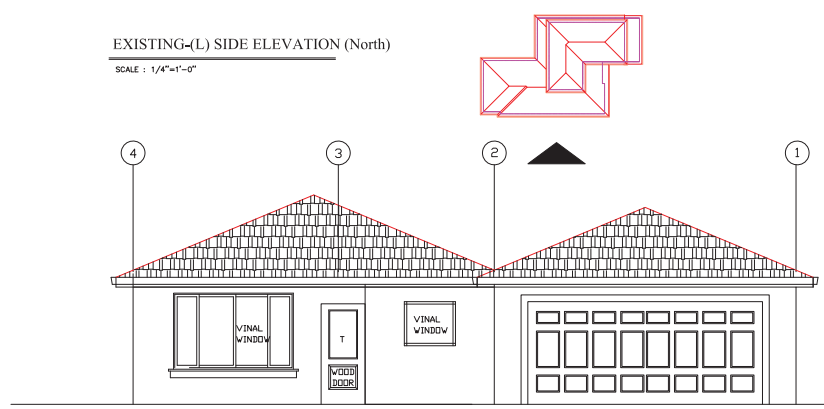 EXISTING-(L) SIDE ELEVATION (North)
SCALE : 1/4"=1'-0"
4
3
2
1
VINAL
WINDOW
T
WOOD
DOOR
VINAL
WINDOW